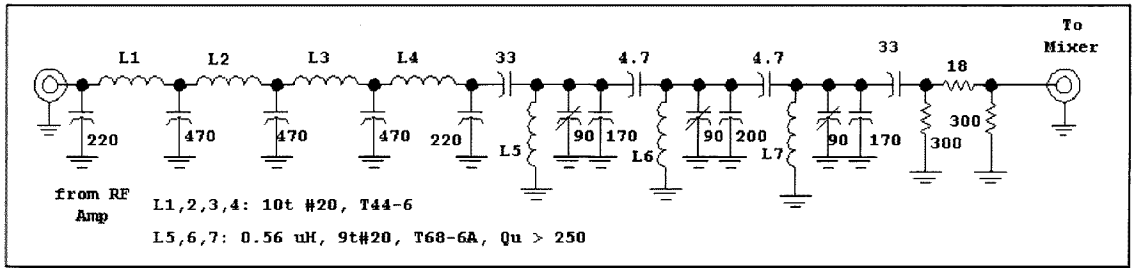 To
Mixer
L1 L2 L3 L4 33 4.7 4.7 33 18
220 470 470 470 220 L5 90 170 L6 90 200 L7 90 170 300 300
from RF
Amp
L1,2,3,4: 10t #20, T44-6
L5,6,7: 0.56 uH, 9t#20, T68-6A, Qu > 250